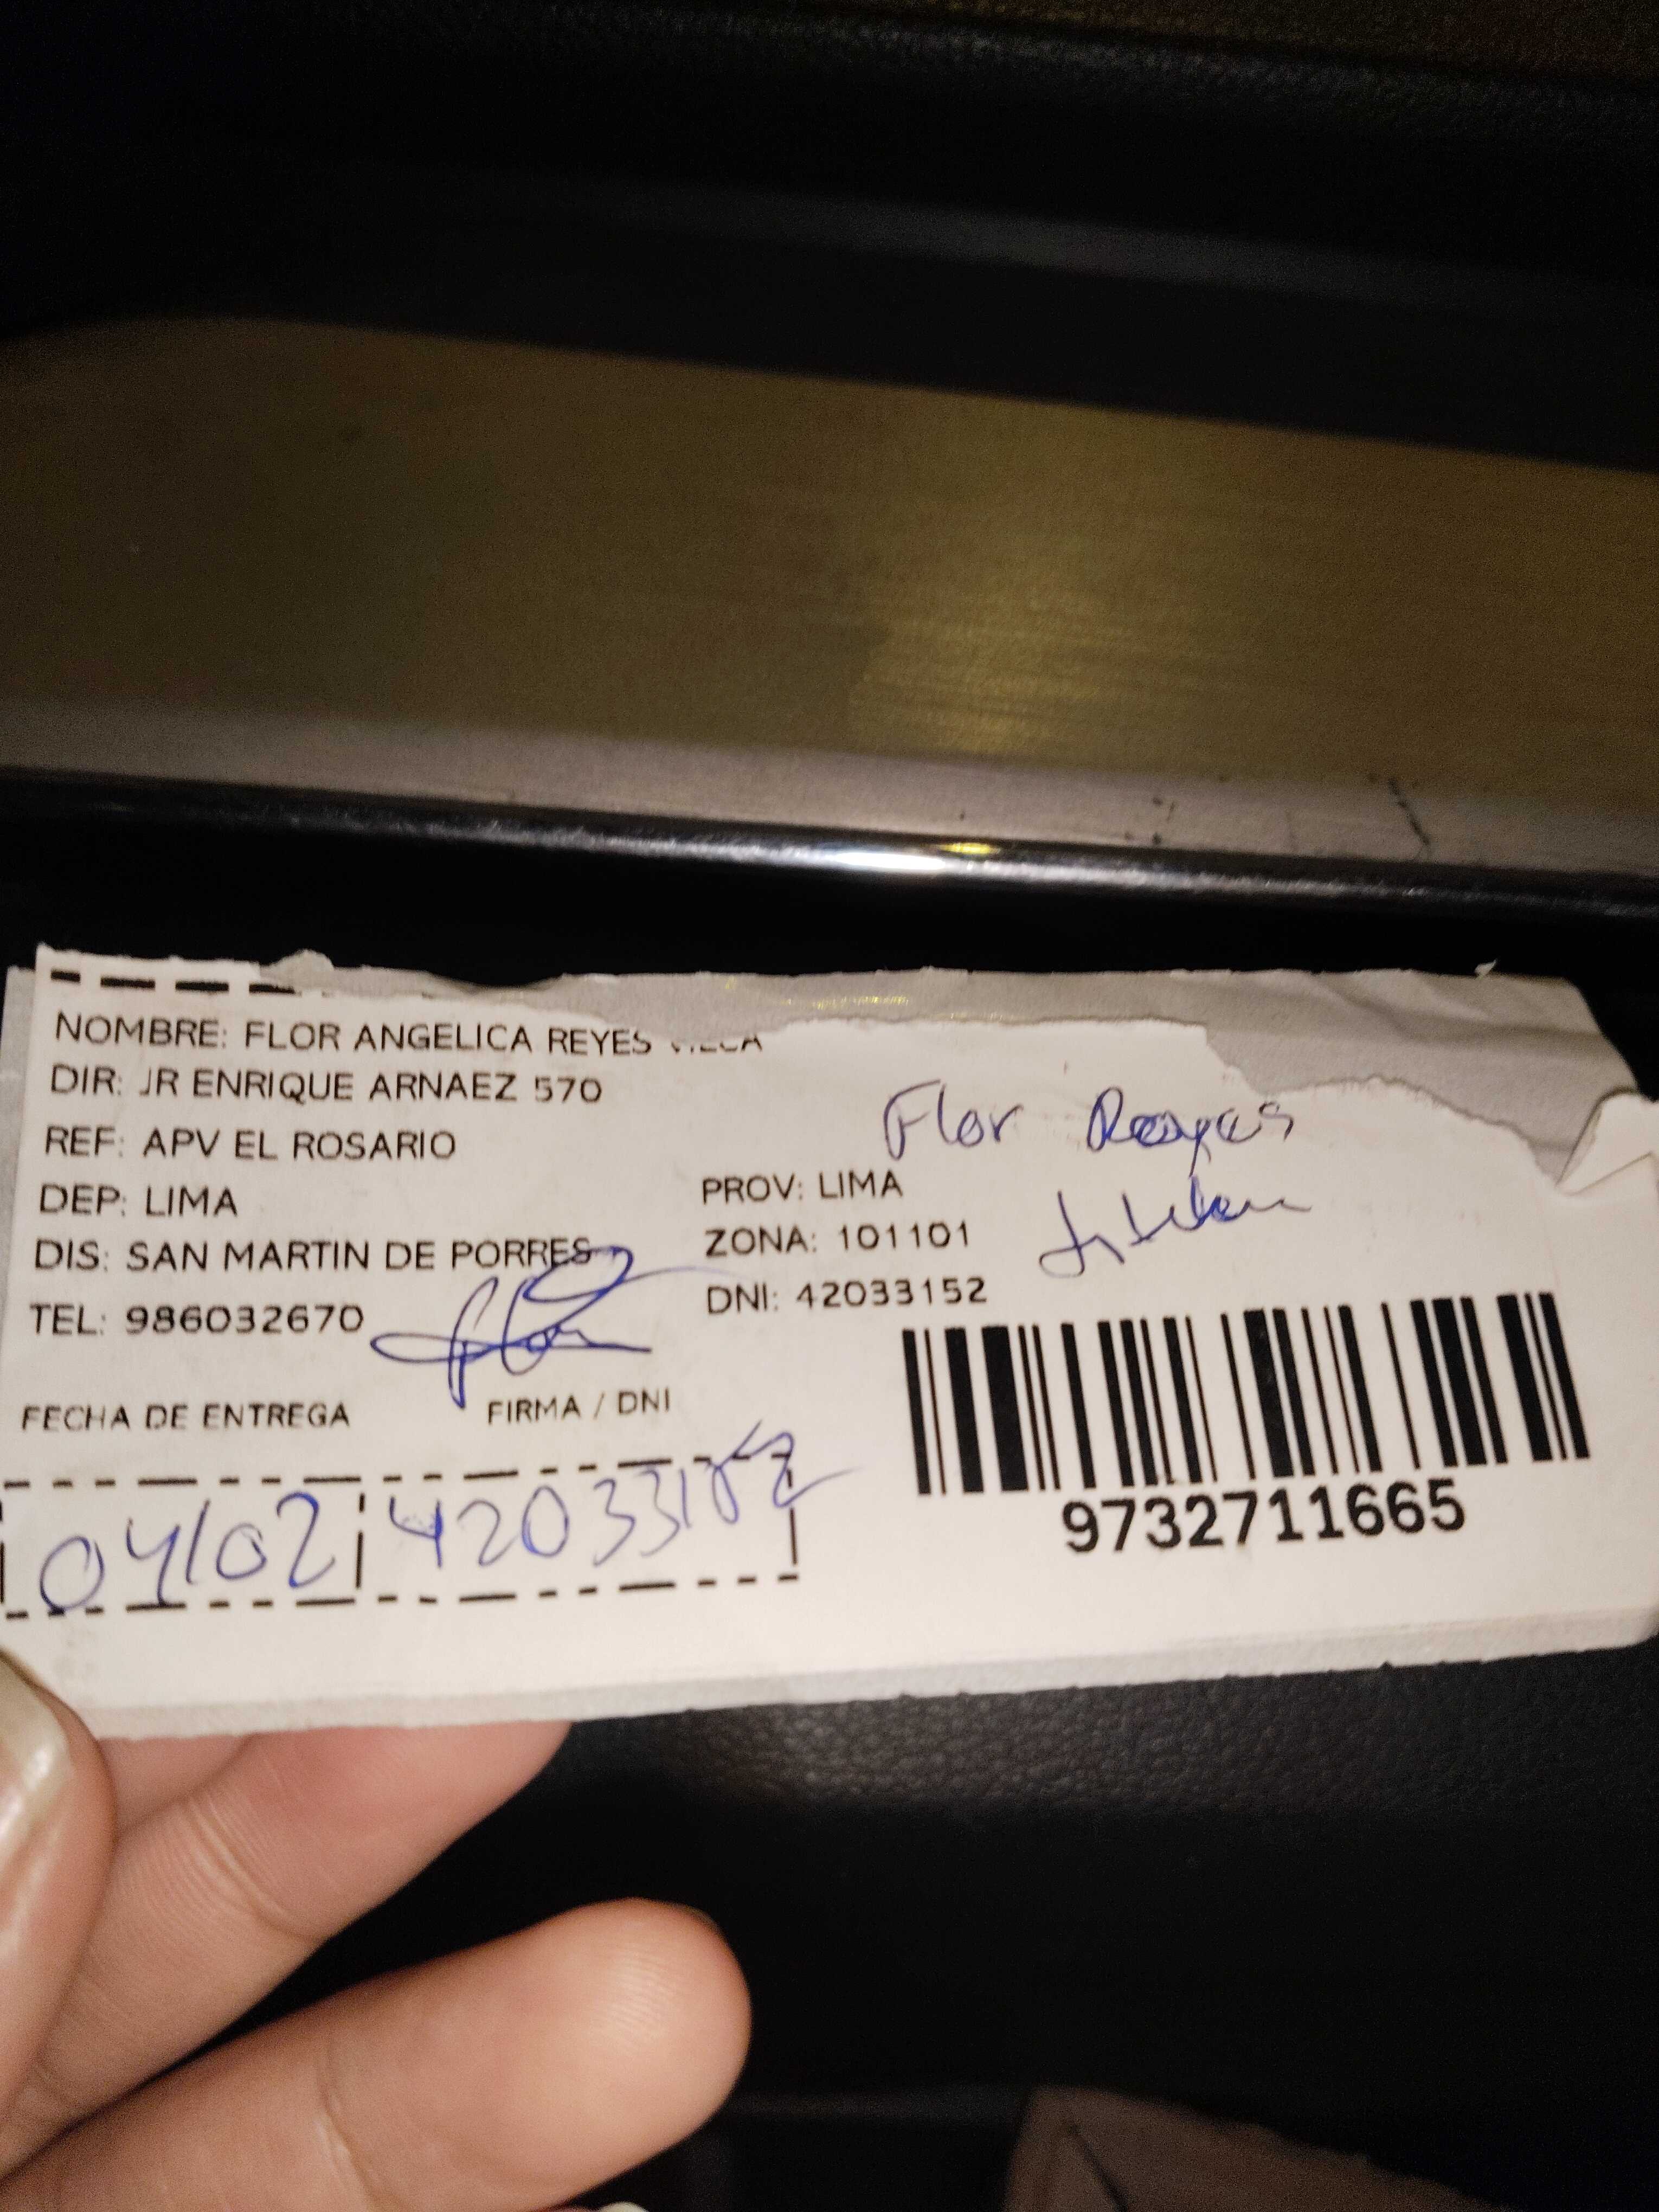 NOMBRE: FLOR ANGELICA REYES
DIR: JR ENRIQUE ARNAEZ 570
REF: APV EL ROSARIO
DEP: LIMA
DIS: SAN MARTIN DE PORRES
TEL: 986032670
Flor Reyes
PROV: LIMA
ZONA: 101101
DNI: 42033152
FECHA DE ENTREGA FIRMA / DNI
04/02 42033152
9732711665